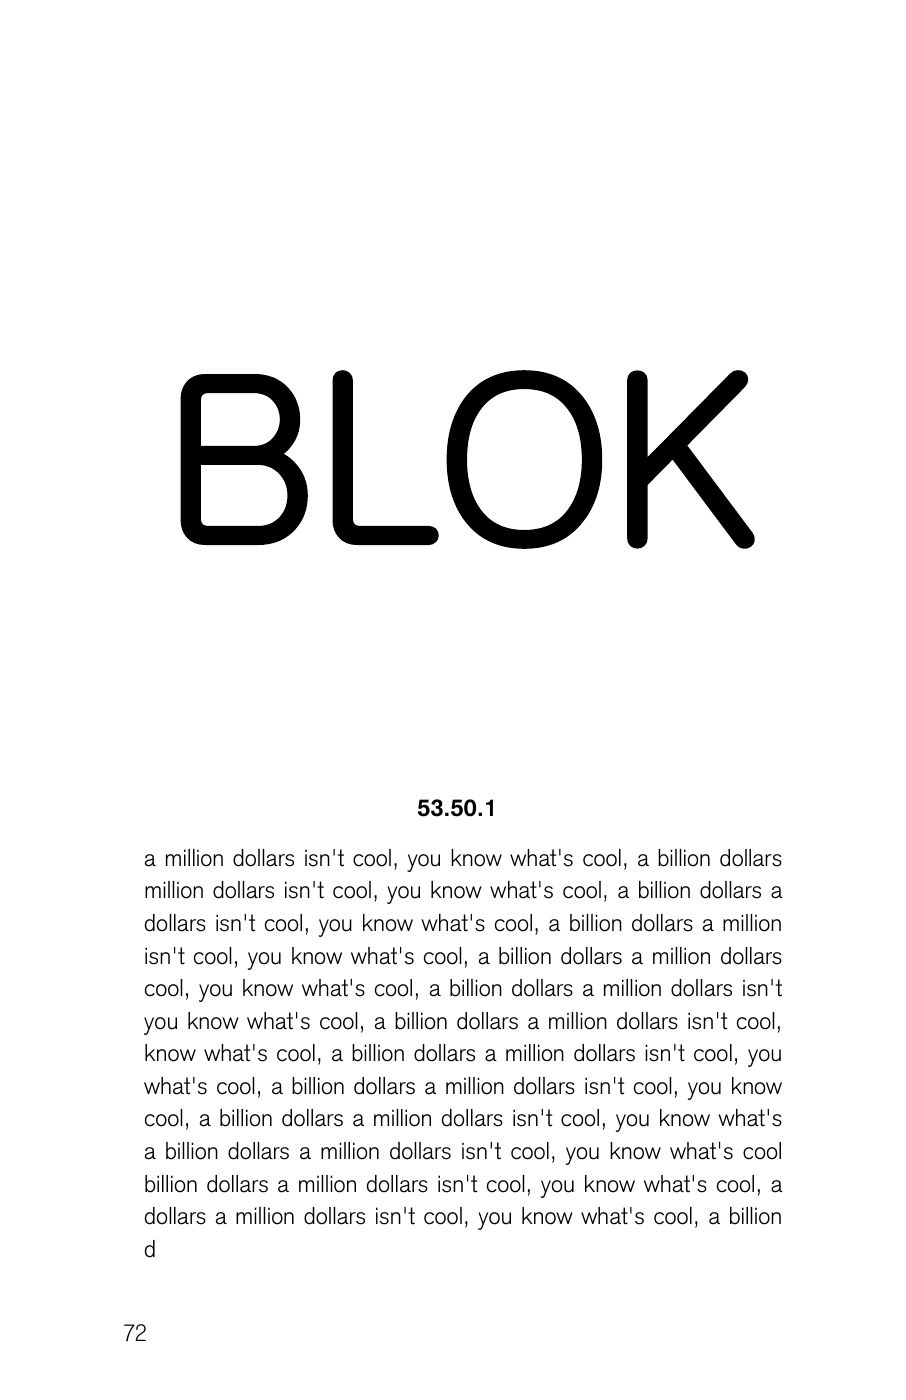 BLOK
53.50.1
a million dollars isn't cool, you know what's cool, a billion dollars
million dollars isn't cool, you know what's cool, a billion dollars a
dollars isn't cool, you know what's cool, a billion dollars a million
isn't cool, you know what's cool, a billion dollars a million dollars
cool, you know what's cool, a billion dollars a million dollars isn't
you know what's cool, a billion dollars a million dollars isn't cool,
know what's cool, a billion dollars a million dollars isn't cool, you
what's cool, a billion dollars a million dollars isn't cool, you know
cool, a billion dollars a million dollars isn't cool, you know what's
a billion dollars a million dollars isn't cool, you know what's cool
billion dollars a million dollars isn't cool, you know what's cool, a
dollars a million dollars isn't cool, you know what's cool, a billion
d
72